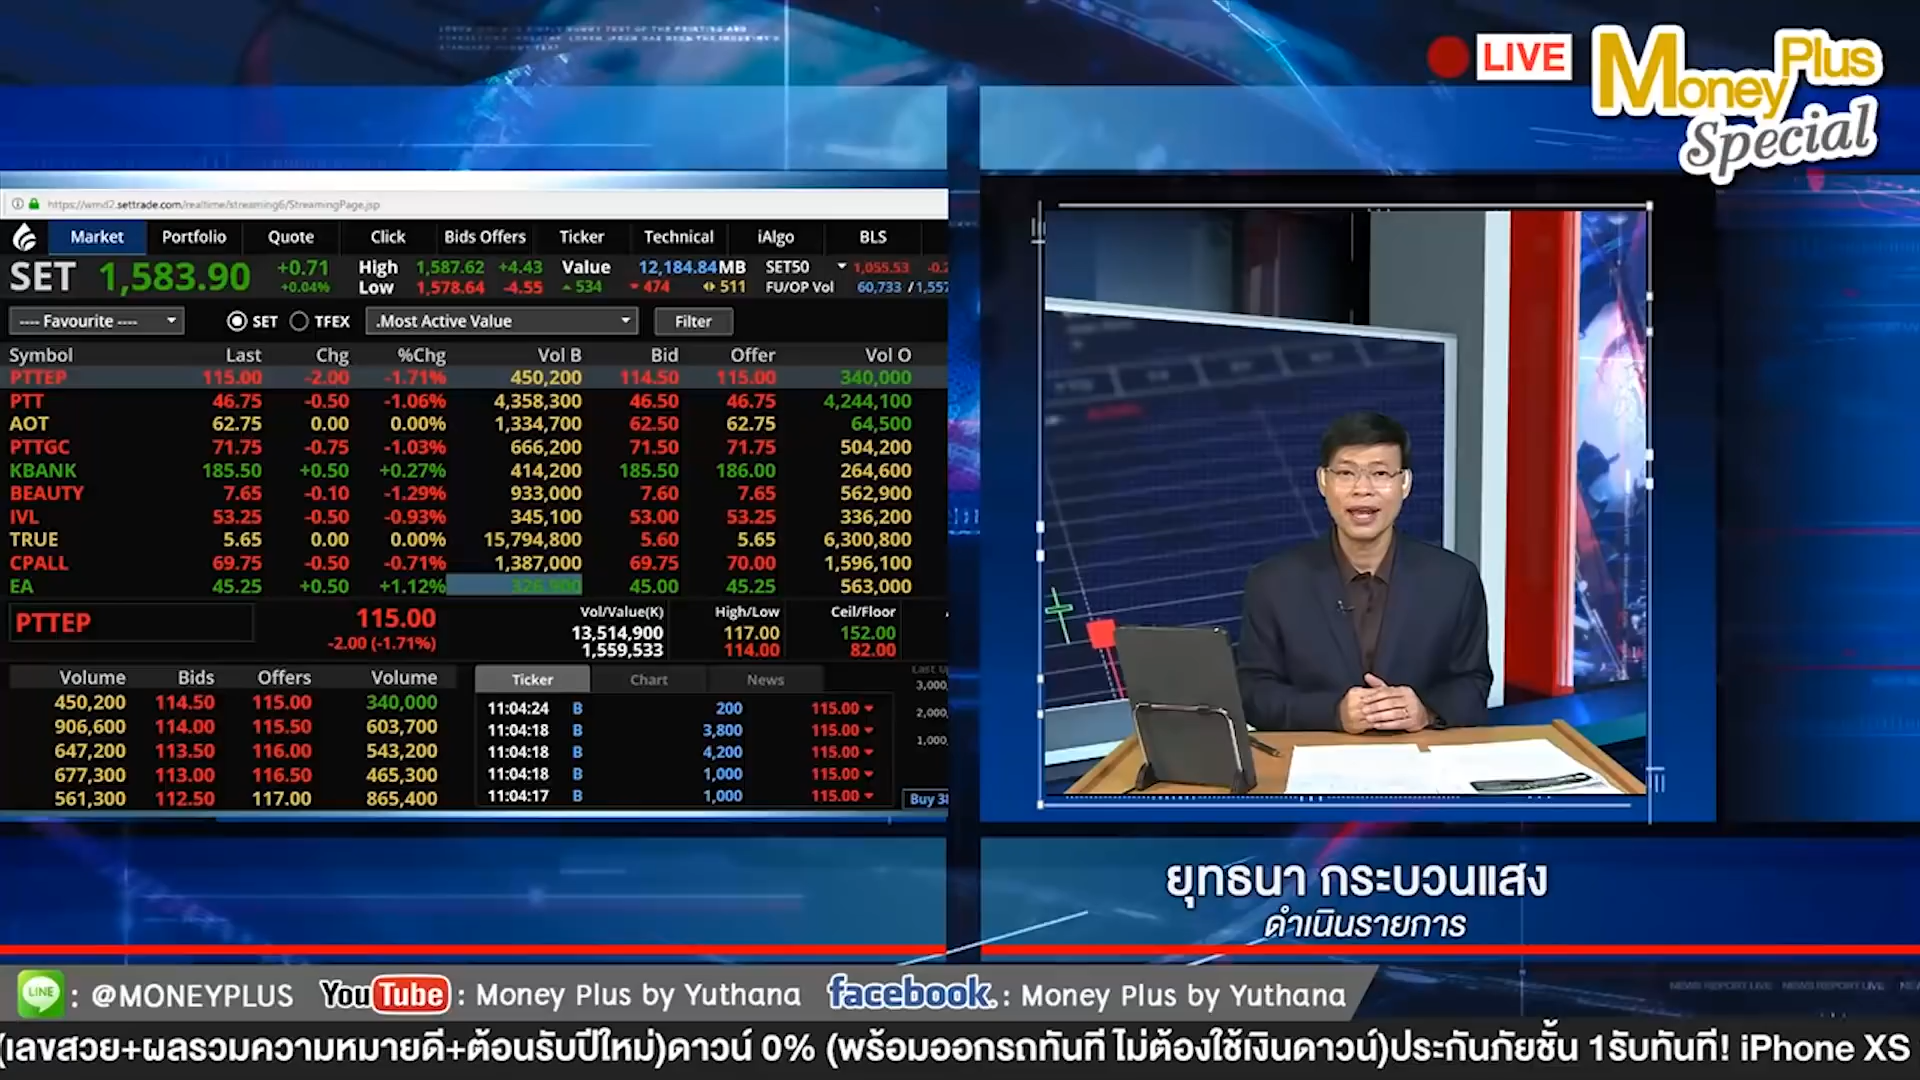 LIVE
Money Plus
Special
https://wmd2.settrade.com/realtime/streaming6/StreamingPage.jsp
Market Portfolio Quote Click Bids Offers Ticker Technical iAlgo BLS
SET 1,583.90 +0.71 High 1,587.62 +4.43 Value 12,184.84MB SET50 1,055.53
+0.04% Low 1,578.64 -4.55 534 474 511 FU/OP Vol 60,733
---- Favourite ---- SET TFEX .Most Active Value Filter
Symbol Last Chg %Chg Vol B Bid Offer Vol O
PTTEP 115.00 -2.00 -1.71% 450,200 114.50 115.00 340,000
PTT 46.75 -0.50 -1.06% 4,358,300 46.50 46.75 4,244,100
AOT 62.75 0.00 0.00% 1,334,700 62.50 62.75 64,500
PTTGC 71.75 -0.75 -1.03% 666,200 71.50 71.75 504,200
KBANK 185.50 +0.50 +0.27% 414,200 185.50 186.00 264,600
BEAUTY 7.65 -0.10 -1.29% 933,000 7.60 7.65 562,900
IVL 53.25 -0.50 -0.93% 345,100 53.00 53.25 336,200
TRUE 5.65 0.00 0.00% 15,794,800 5.60 5.65 6,300,800
CPALL 69.75 -0.50 -0.71% 1,387,000 69.75 70.00 1,596,100
EA 45.25 +0.50 +1.12% 326,900 45.00 45.25 563,000
PTTEP 115.00 Vol/Value(K) High/Low Ceil/Floor
13,514,900 117.00 152.00
-2.00 (-1.71%) 1,559,533 114.00 82.00
Volume Bids Offers Volume Ticker Chart News
450,200 114.50 115.00 340,000 11:04:24 B 200 115.00
906,600 114.00 115.50 603,700 11:04:18 B 3,800 115.00
647,200 113.50 116.00 543,200 11:04:18 B 4,200 115.00
677,300 113.00 116.50 465,300 11:04:18 B 1,000 115.00
561,300 112.50 117.00 865,400 11:04:17 B 1,000 115.00
Buy
ยุทธนา กระบวนแสง
ดำเนินรายการ
LINE : @MONEYPLUS YouTube : Money Plus by Yuthana facebook. : Money Plus by Yuthana
(เลขสวย+ผลรวมความหมายดี+ต้อนรับปีใหม่)ดาวน์ 0% (พร้อมออกรถทันที ไม่ต้องใช้เงินดาวน์)ประกันภัยชั้น 1รับทันที! iPhone XS